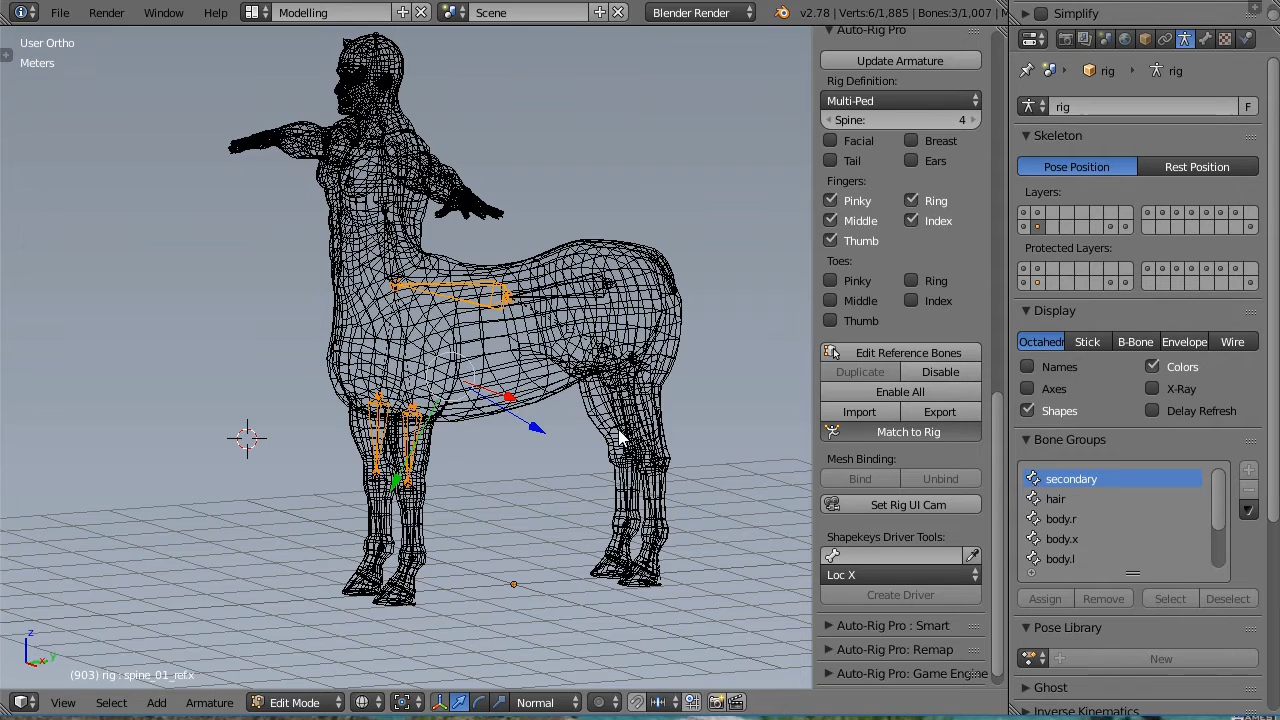 File Render Window Help Modelling Scene Blender Render v2.78 | Verts:6/1,885 | Bones:3/1,007 | M
User Ortho
Meters
Auto-Rig Pro
Update Armature
Rig Definition:
Multi-Ped
Spine: 4
Facial Breast
Tail Ears
Fingers:
Pinky Ring
Middle Index
Thumb
Toes:
Pinky Ring
Middle Index
Thumb
Edit Reference Bones
Duplicate Disable
Enable All
Import Export
Match to Rig
Mesh Binding:
Bind Unbind
Set Rig UI Cam
Shapekeys Driver Tools:
Loc X
Create Driver
Auto-Rig Pro : Smart
Auto-Rig Pro: Remap
Auto-Rig Pro: Game Engine
Simplify
rig rig
rig F
Skeleton
Pose Position Rest Position
Layers:
Protected Layers:
Display
Octahedr Stick B-Bone Envelope Wire
Names Colors
Axes X-Ray
Shapes Delay Refresh
Bone Groups
secondary
hair
body.r
body.x
body.l
Assign Remove Select Deselect
Pose Library
New
Ghost
Inverse Kinematics
z
y
x
(903) rig : spine_01_ref.x
View Select Add Armature Edit Mode Normal